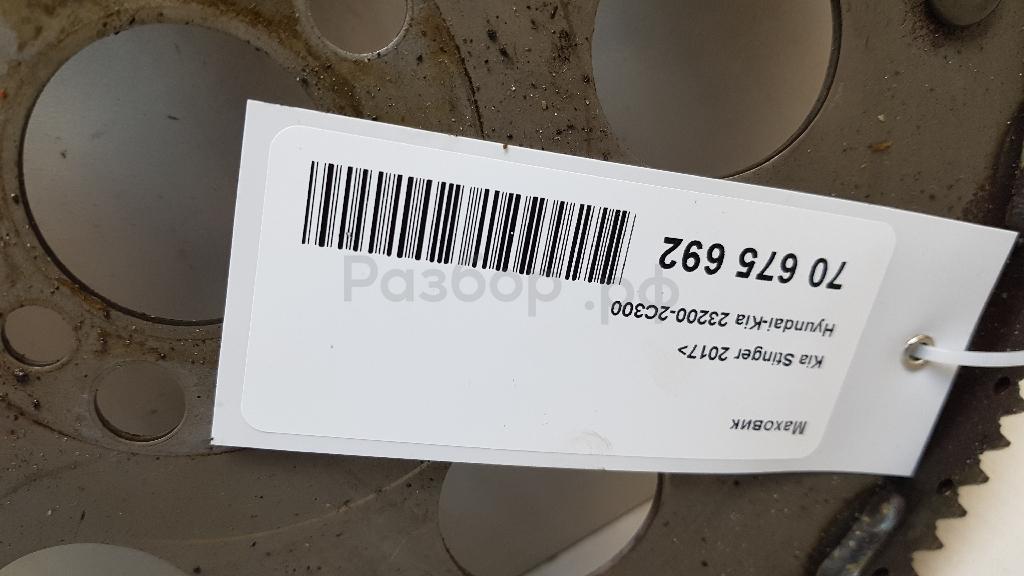 Маховик
Kia Stinger 2017>
Hyundai-Kia 23200-2C300
70 675 692
Разбор.рф